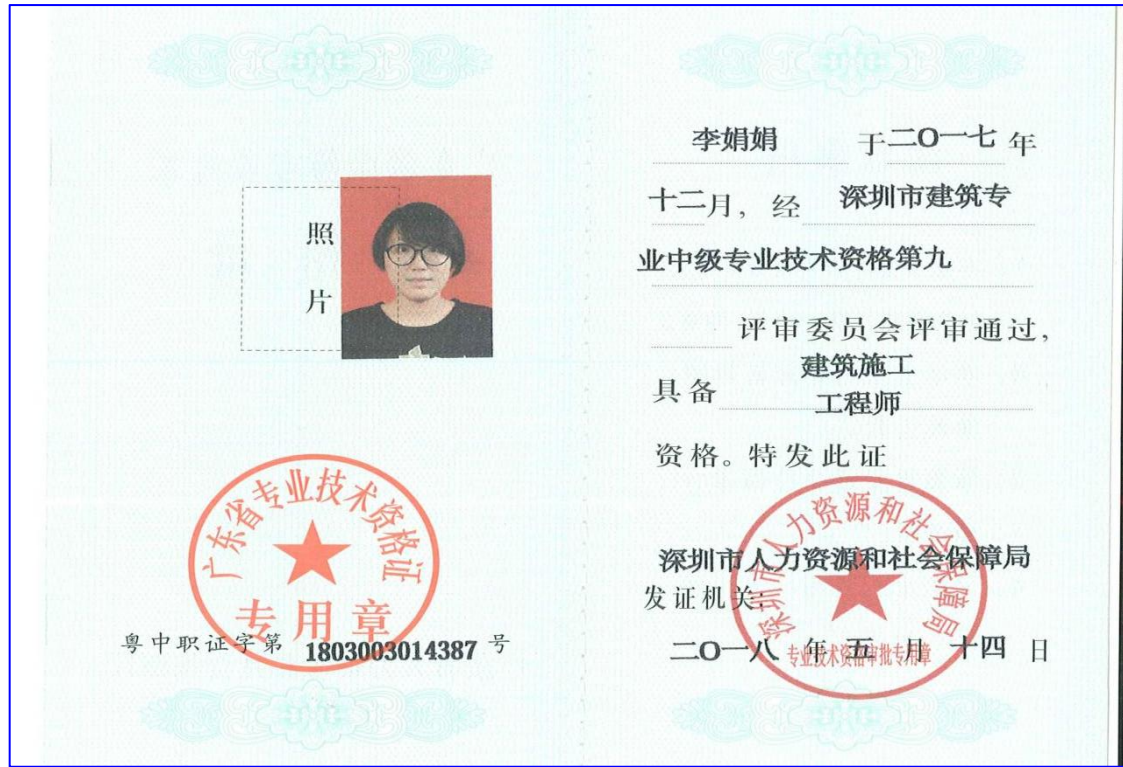 照
片
广东省专业技术资格证
专用章
粤中职证字第 1803003014387 号
李娟娟 于二O一七年
十二月，经 深圳市建筑专
业中级专业技术资格第九
评审委员会评审通过，
具备 建筑施工
工程师
资格。特发此证
深圳市人力资源和社会保障局
深圳市人力资源和社会保障局
发证机关：
专业技术资格审批专用章
二O一八 年 五 月 十四 日